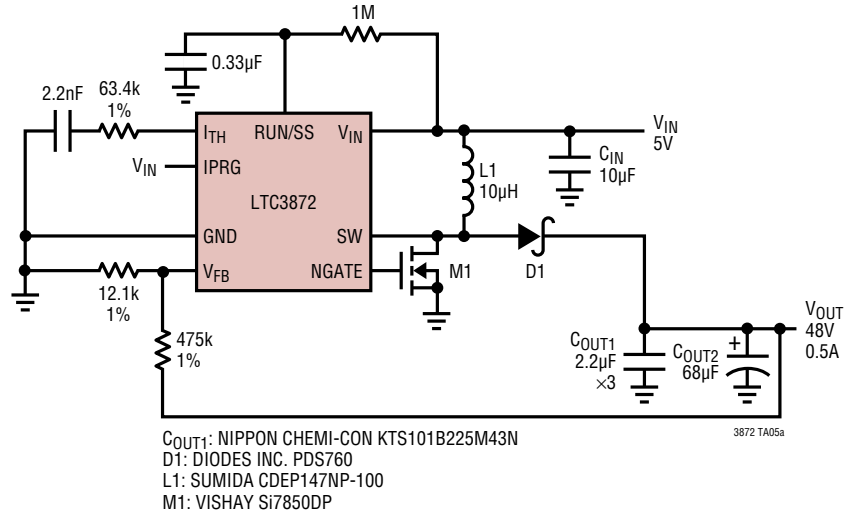 1M
0.33µF
2.2nF
63.4k
1%
I_TH
RUN/SS
V_IN
V_IN
5V
C_IN
10µF
L1
10µH
V_IN
IPRG
LTC3872
GND
SW
V_FB
NGATE
M1
D1
12.1k
1%
475k
1%
V_OUT
48V
0.5A
C_OUT1
2.2µF
×3
+
C_OUT2
68µF
3872 TA05a
C_OUT1: NIPPON CHEMI-CON KTS101B225M43N
D1: DIODES INC. PDS760
L1: SUMIDA CDEP147NP-100
M1: VISHAY Si7850DP